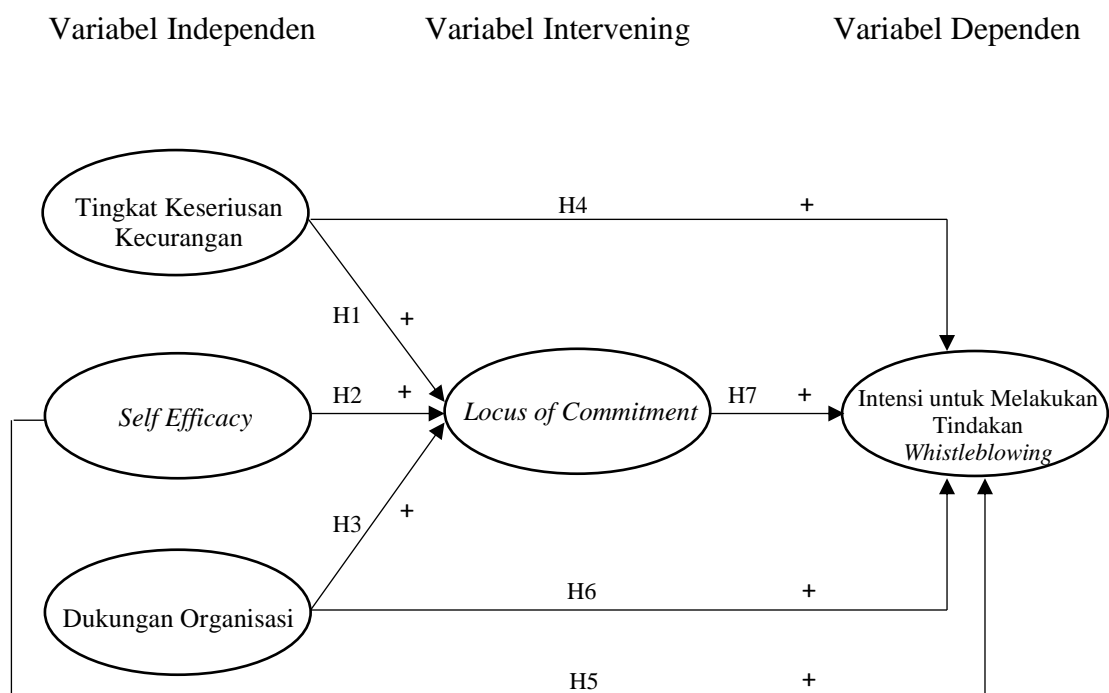 Variabel Independen Variabel Intervening Variabel Dependen
Tingkat Keseriusan
Kecurangan
H4 +
H1 +
Self Efficacy
H2 +
Locus of Commitment
H7 +
Intensi untuk Melakukan
Tindakan
Whistleblowing
H3 +
Dukungan Organisasi
H6 +
H5 +